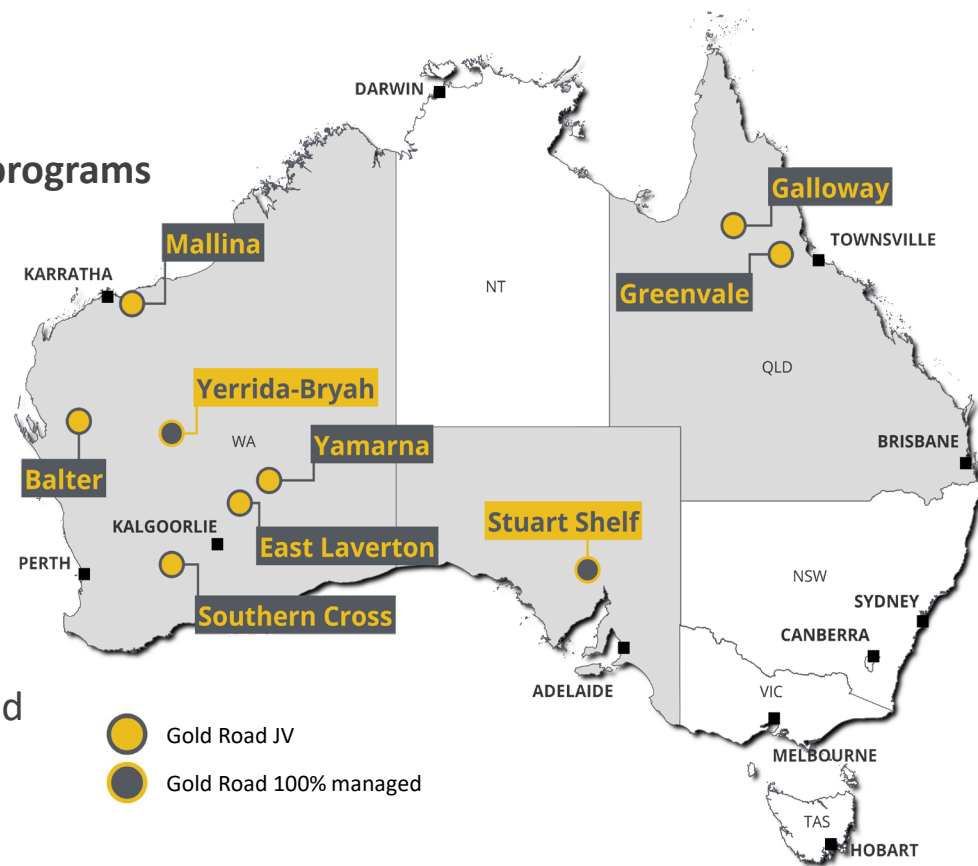 DARWIN
programs
Galloway
Mallina
TOWNSVILLE
KARRATHA
NT
Greenvale
QLD
Yerrida-Bryah
WA
Yamarna
BRISBANE
Balter
Stuart Shelf
KALGOORLIE
East Laverton
PERTH
NSW
Southern Cross
SYDNEY
CANBERRA
ADELAIDE
VIC
d
Gold Road JV
MELBOURNE
Gold Road 100% managed
TAS
HOBART